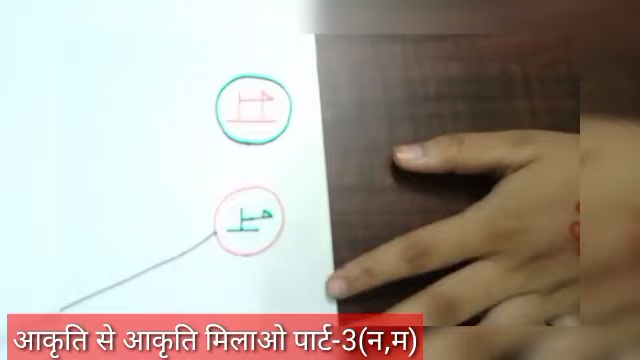 म
न
आकृति से आकृति मिलाओ पार्ट-3(न,म)